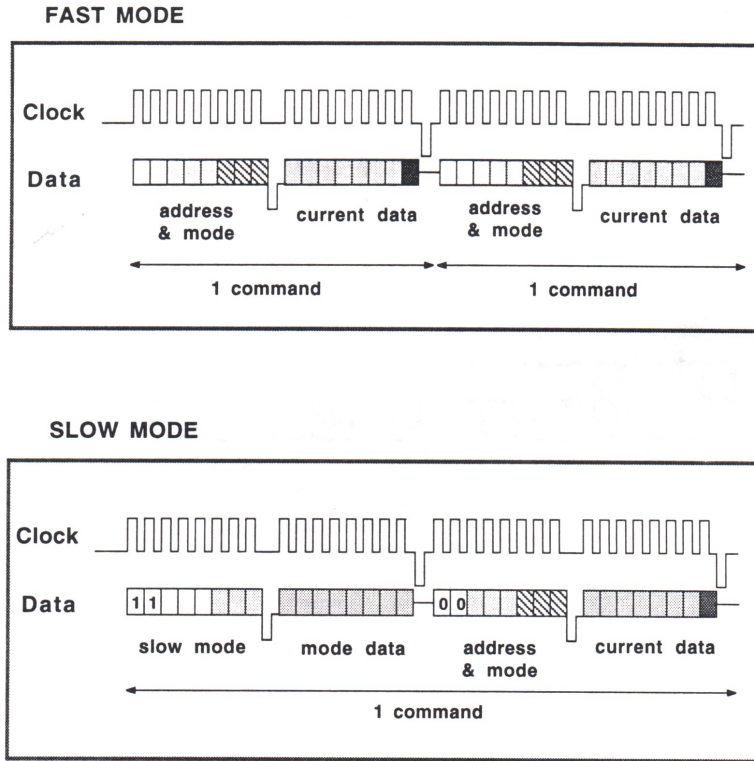 FAST MODE
Clock
Data
address & mode
current data
address & mode
current data
1 command
1 command
SLOW MODE
Clock
Data
1 1
0 0
slow mode
mode data
address & mode
current data
1 command